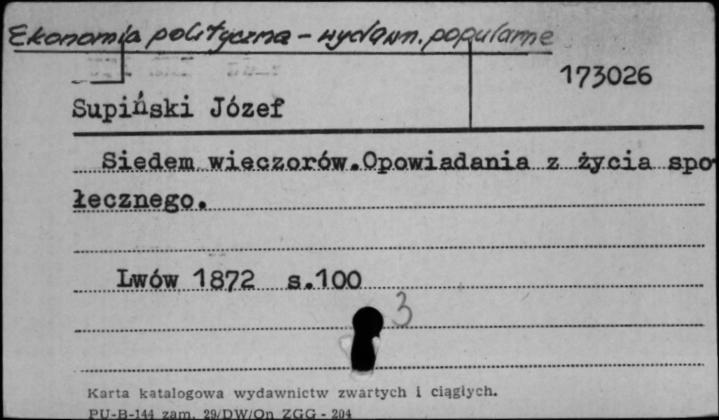 Ekonomia polityczna - wydawn. popularne
173026
Supiński Józef
Siedem wieczorów.Opowiadania z życia spo-
łecznego.
Lwów 1872 s.100
3
Karta katalogowa wydawnictw zwartych i ciągłych.
PU-B-144 zam. 29/DW/On ZGG - 204